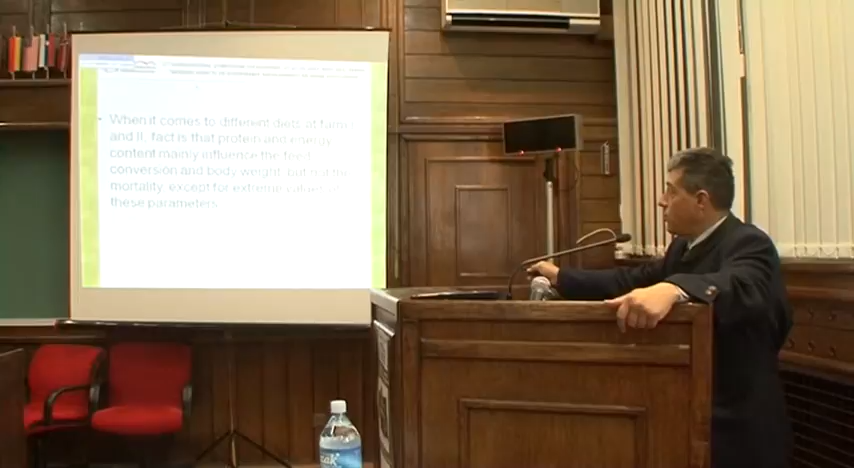 When it comes to different diets at farm I
and II, fact is that protein and energy
content mainly influence the feed
conversion and body weight, but not the
mortality, except for extreme values of
these parameters.